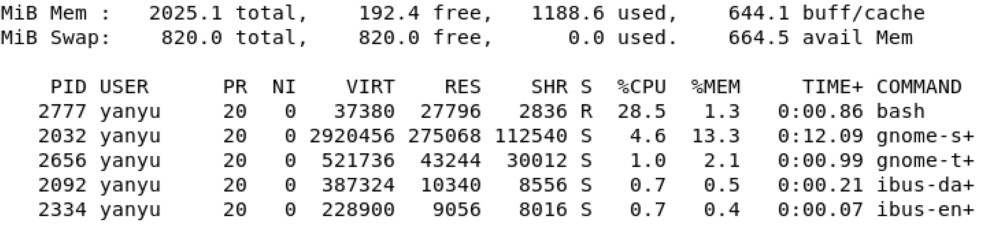 MiB Mem :   2025.1 total,    192.4 free,   1188.6 used,    644.1 buff/cache
MiB Swap:    820.0 total,    820.0 free,      0.0 used.    664.5 avail Mem
    PID USER      PR  NI    VIRT    RES    SHR S  %CPU  %MEM     TIME+ COMMAND
   2777 yanyu     20   0   37380  27796   2836 R  28.5   1.3   0:00.86 bash
   2032 yanyu     20   0 2920456 275068 112540 S   4.6  13.3   0:12.09 gnome-s+
   2656 yanyu     20   0  521736  43244  30012 S   1.0   2.1   0:00.99 gnome-t+
   2092 yanyu     20   0  387324  10340   8556 S   0.7   0.5   0:00.21 ibus-da+
   2334 yanyu     20   0  228900   9056   8016 S   0.7   0.4   0:00.07 ibus-en+